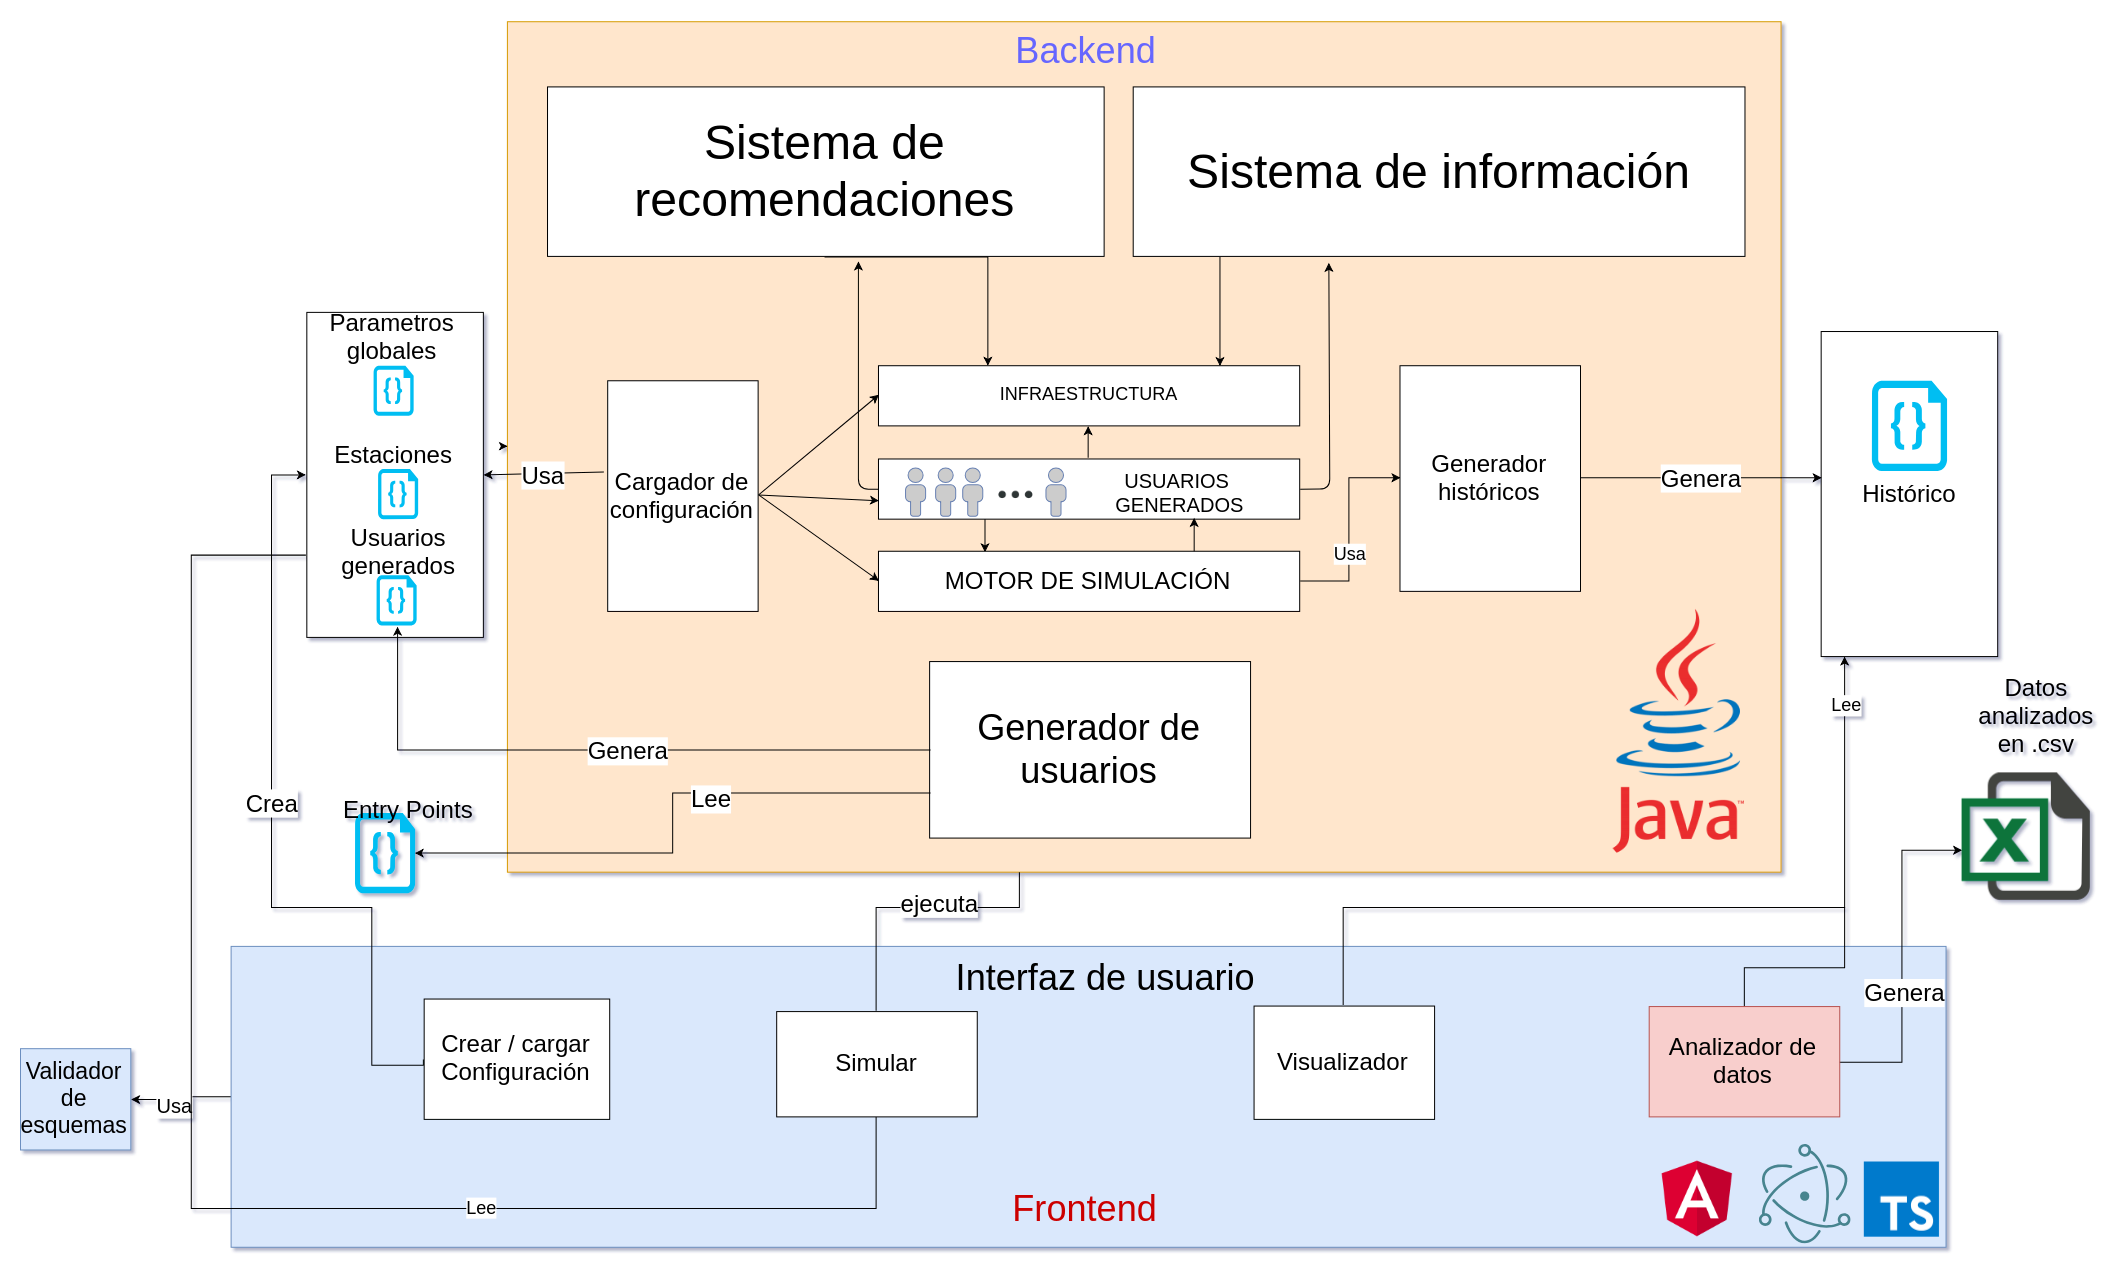 Backend
Sistema de
recomendaciones
Sistema de información
Parametros
globales
{}
Estaciones
{}
Usuarios
generados
{}
Usa
Cargador de
configuración
INFRAESTRUCTURA
USUARIOS
GENERADOS
MOTOR DE SIMULACIÓN
Usa
Generador
históricos
Genera
{}
Histórico
Generador de
usuarios
Genera
Lee
Java™
Lee
Datos
analizados
en .csv
X
Crea
Entry Points
{}
ejecuta
Interfaz de usuario
Genera
Crear / cargar
Configuración
Simular
Visualizador
Analizador de
datos
Validador
de
esquemas
Usa
Lee
Frontend
A
TS